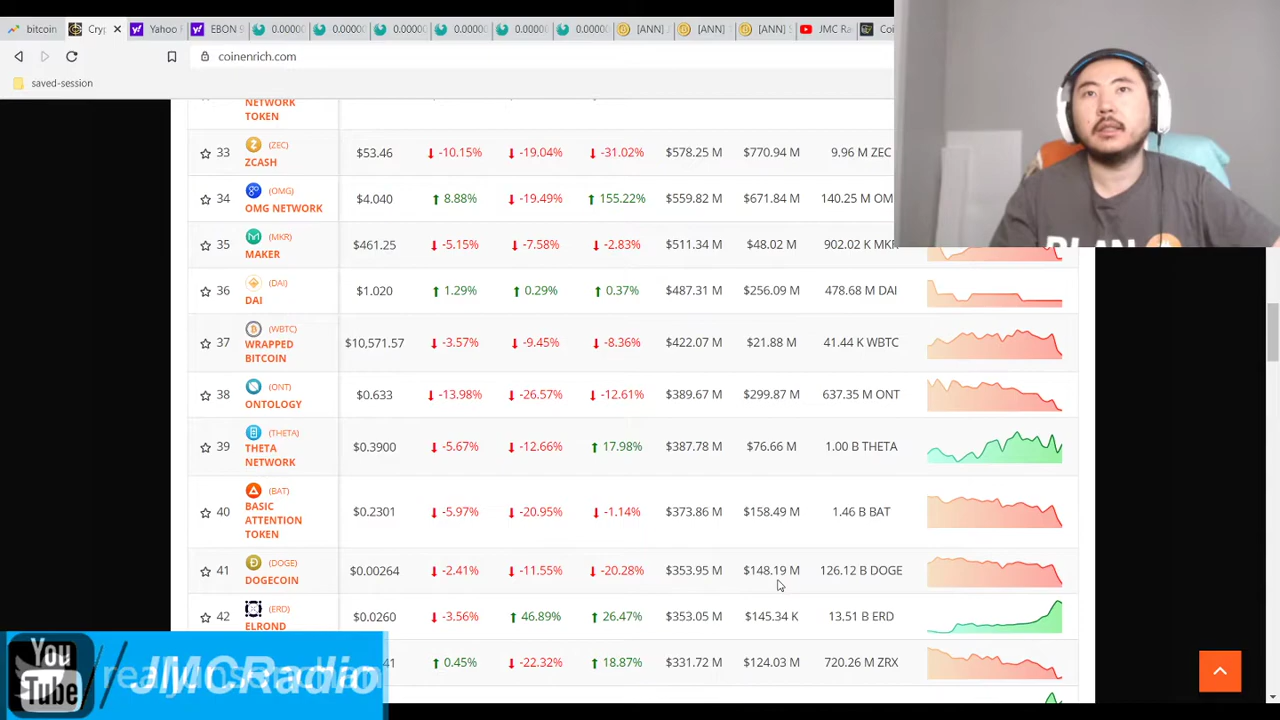 bitcoin Cry Yahoo EBON 0.0000 0.0000 0.0000 0.0000 0.0000 0.0000 [ANN] [ANN] [ANN] JMC Ra Coi
coinenrich.com
saved-session
NETWORK
TOKEN
33 (ZEC) ZCASH $53.46 -10.15% -19.04% -31.02% $578.25 M $770.94 M 9.96 M ZEC
34 (OMG) OMG NETWORK $4.040 8.88% -19.49% 155.22% $559.82 M $671.84 M 140.25 M OM
35 (MKR) MAKER $461.25 -5.15% -7.58% -2.83% $511.34 M $48.02 M 902.02 K MKR
36 (DAI) DAI $1.020 1.29% 0.29% 0.37% $487.31 M $256.09 M 478.68 M DAI
37 (WBTC) WRAPPED BITCOIN $10,571.57 -3.57% -9.45% -8.36% $422.07 M $21.88 M 41.44 K WBTC
38 (ONT) ONTOLOGY $0.633 -13.98% -26.57% -12.61% $389.67 M $299.87 M 637.35 M ONT
39 (THETA) THETA NETWORK $0.3900 -5.67% -12.66% 17.98% $387.78 M $76.66 M 1.00 B THETA
40 (BAT) BASIC ATTENTION TOKEN $0.2301 -5.97% -20.95% -1.14% $373.86 M $158.49 M 1.46 B BAT
41 (DOGE) DOGECOIN $0.00264 -2.41% -11.55% -20.28% $353.95 M $148.19 M 126.12 B DOGE
42 (ERD) ELROND $0.0260 -3.56% 46.89% 26.47% $353.05 M $145.34 K 13.51 B ERD
41 0.45% -22.32% 18.87% $331.72 M $124.03 M 720.26 M ZRX
You Tube // JMCRadio